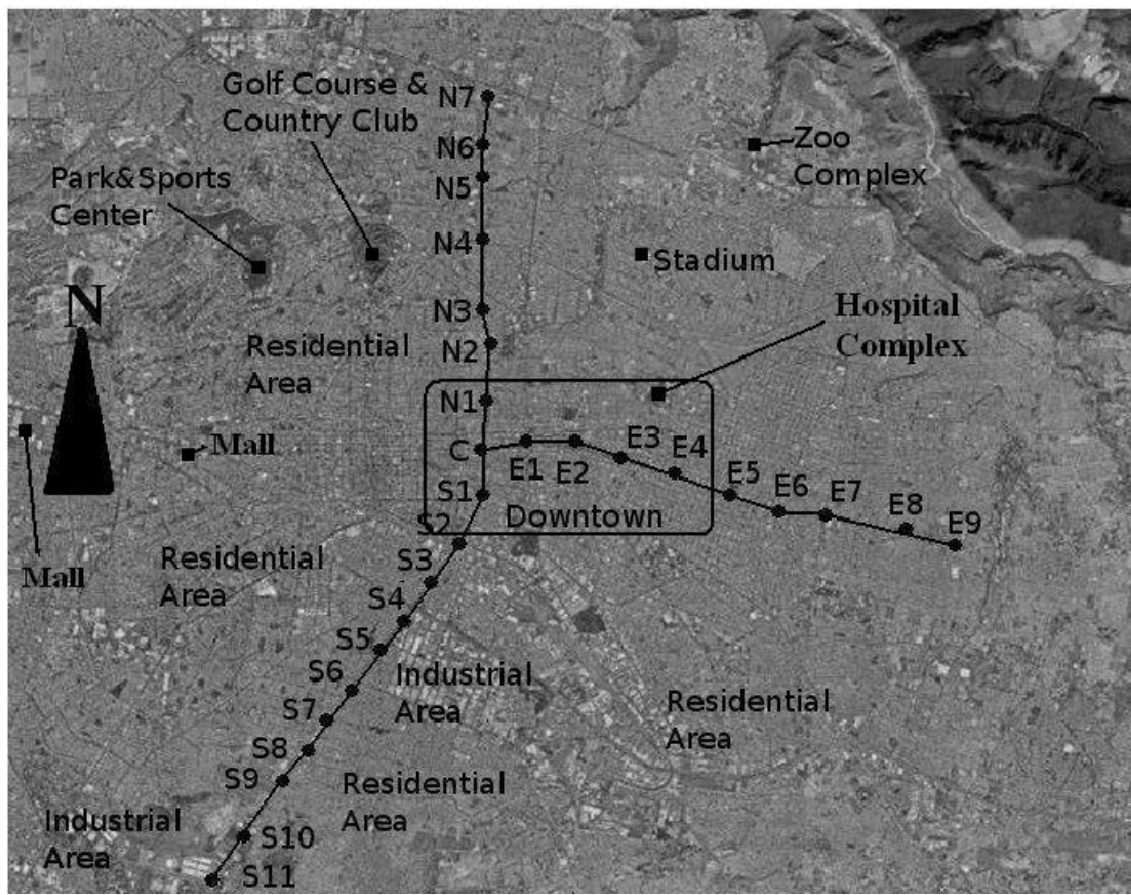 Golf Course &
Country Club
N7
N6
Zoo
Complex
Park&Sports
Center
N5
N4
Stadium
N
N3
Hospital
Complex
Residential
Area
N2
N1
Mall
C
E1
E2
E3
E4
E5
E6
E7
E8
E9
S1
Downtown
S2
Mall
Residential
Area
S3
S4
S5
S6
Industrial
Area
Residential
Area
S7
S8
S9
Residential
Area
Industrial
Area
S10
S11